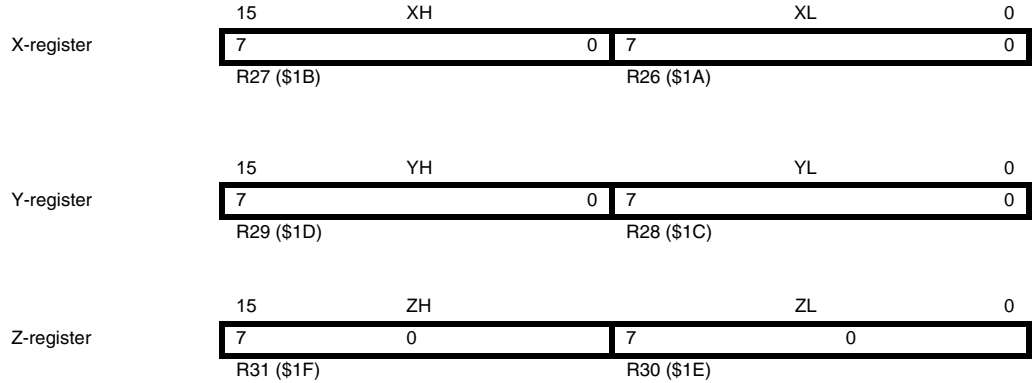 15 XH XL 0
X-register 7 0 7 0
R27 ($1B) R26 ($1A)
15 YH YL 0
Y-register 7 0 7 0
R29 ($1D) R28 ($1C)
15 ZH ZL 0
Z-register 7 0 7 0
R31 ($1F) R30 ($1E)